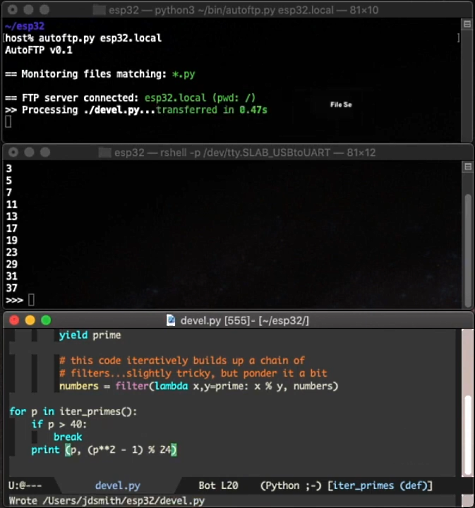 esp32 — python3 ~/bin/autoftp.py esp32.local — 81×10
~/esp32
host% autoftp.py esp32.local
AutoFTP v0.1
== Monitoring files matching: *.py
== FTP server connected: esp32.local (pwd: /)
>> Processing ./devel.py...transferred in 0.47s
File Se
esp32 — rshell -p /dev/tty.SLAB_USBtoUART — 81×12
3
5
7
11
13
17
19
23
29
31
37
>>>
devel.py [555]- [~/esp32/]
yield prime
# this code iteratively builds up a chain of
# filters...slightly tricky, but ponder it a bit
numbers = filter(lambda x,y=prime: x % y, numbers)
for p in iter_primes():
if p > 40:
break
print (p, (p**2 - 1) % 24)
U:@--- devel.py Bot L20 (Python ;-) [iter_primes (def)]
Wrote /Users/jdsmith/esp32/devel.py